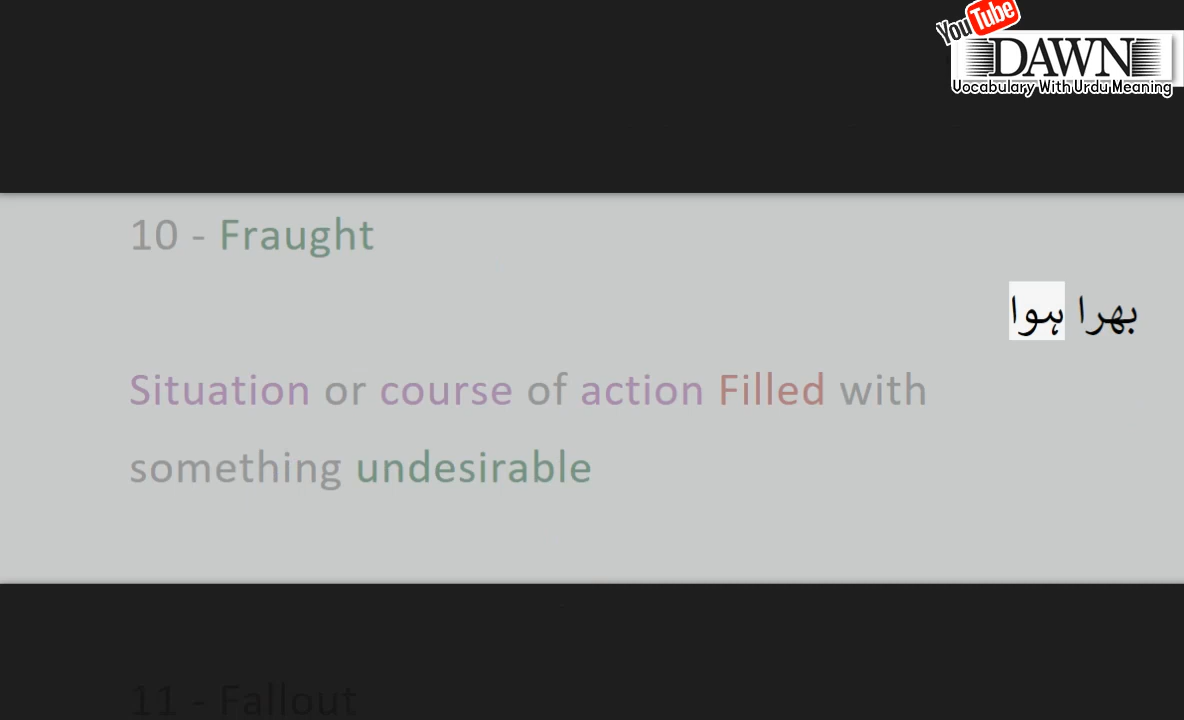 YouTube
DAWN
Vocabulary With Urdu Meaning
10 - Fraught
بھرا ہوا
Situation or course of action Filled with
something undesirable
11 - Fallout